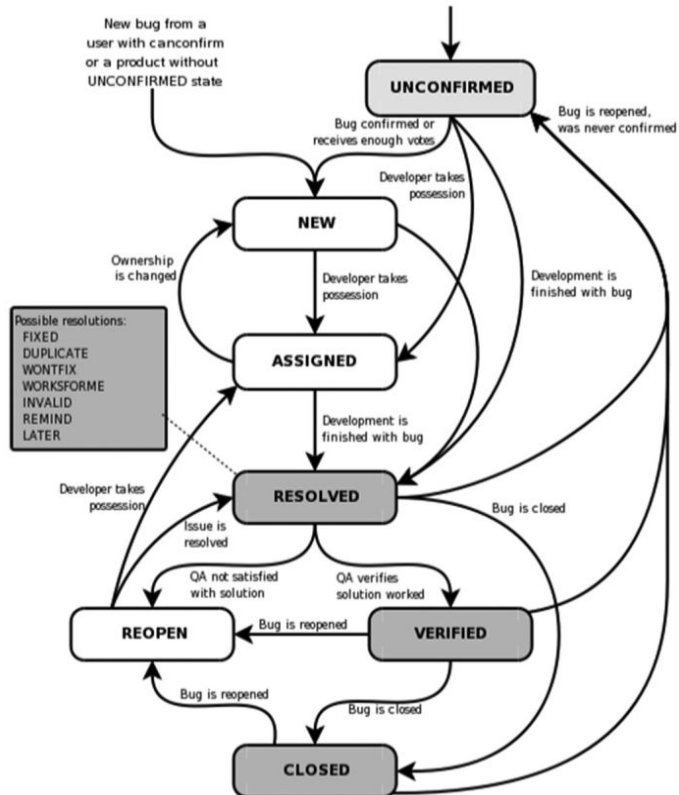 New bug from a
user with canconfirm
or a product without
UNCONFIRMED state
UNCONFIRMED
Bug confirmed or
receives enough votes
Bug is reopened,
was never confirmed
Developer takes
possession
NEW
Ownership
is changed
Developer takes
possession
Development is
finished with bug
Possible resolutions:
FIXED
DUPLICATE
WONTFIX
WORKSFORME
INVALID
REMIND
LATER
ASSIGNED
Development is
finished with bug
Developer takes
possession
RESOLVED
Issue is
resolved
Bug is closed
QA not satisfied
with solution
QA verifies
solution worked
REOPEN
Bug is reopened
VERIFIED
Bug is reopened
Bug is closed
CLOSED